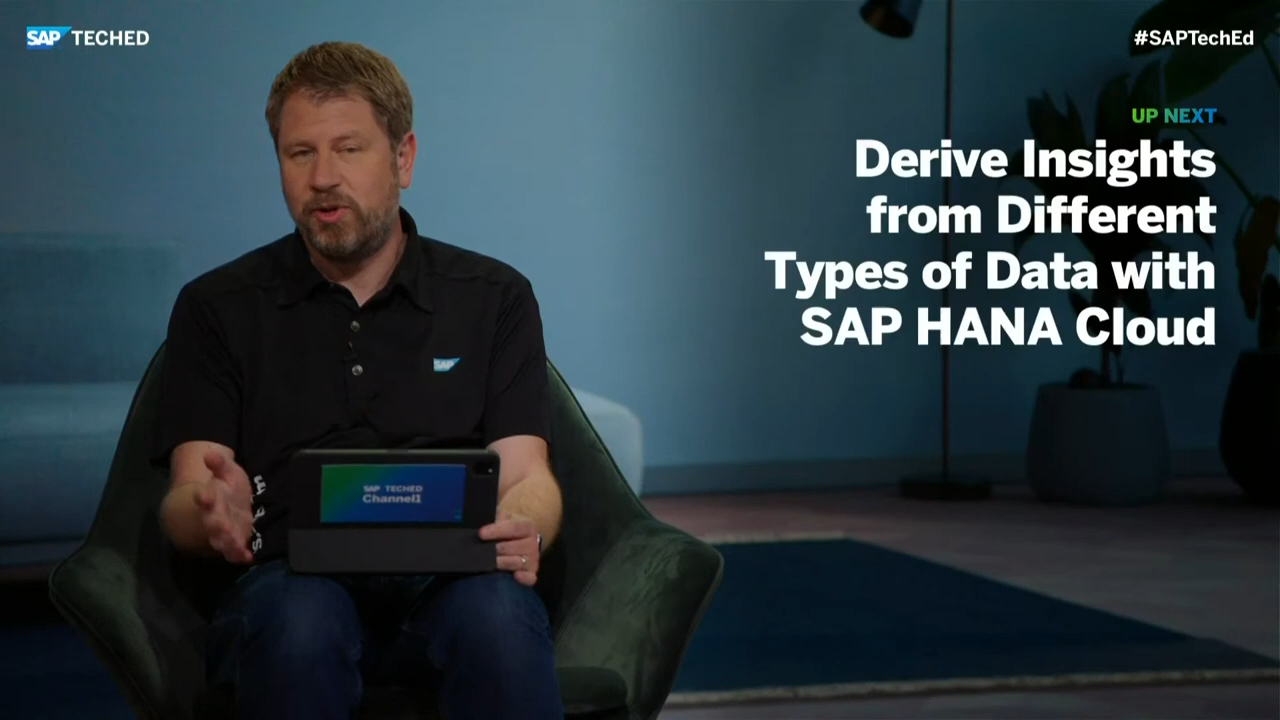 SAP TECHED
#SAPTechEd
UP NEXT
Derive Insights
from Different
Types of Data with
SAP HANA Cloud
SAP
SAP TECHED
Channel1